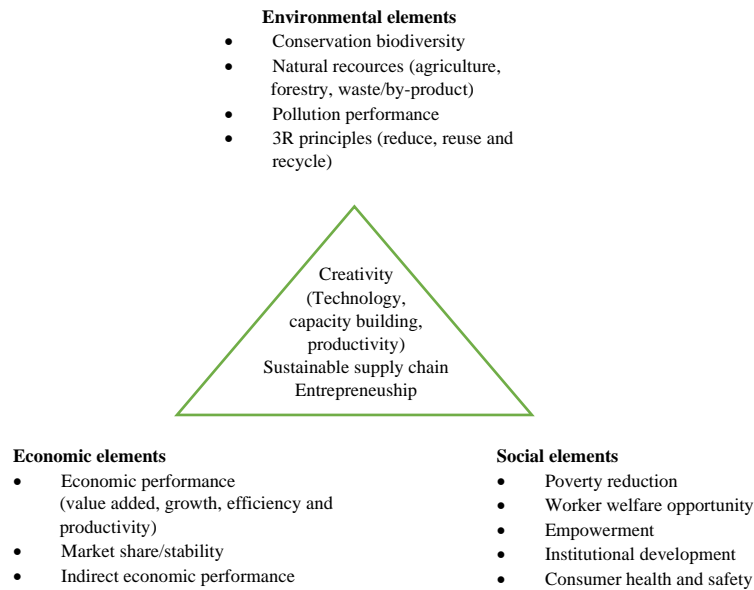 Environmental elements
• Conservation biodiversity
• Natural recources (agriculture,
forestry, waste/by-product)
• Pollution performance
• 3R principles (reduce, reuse and
recycle)
Creativity
(Technology,
capacity building,
productivity)
Sustainable supply chain
Entrepreneuship
Economic elements
• Economic performance
(value added, growth, efficiency and
productivity)
• Market share/stability
• Indirect economic performance
Social elements
• Poverty reduction
• Worker welfare opportunity
• Empowerment
• Institutional development
• Consumer health and safety